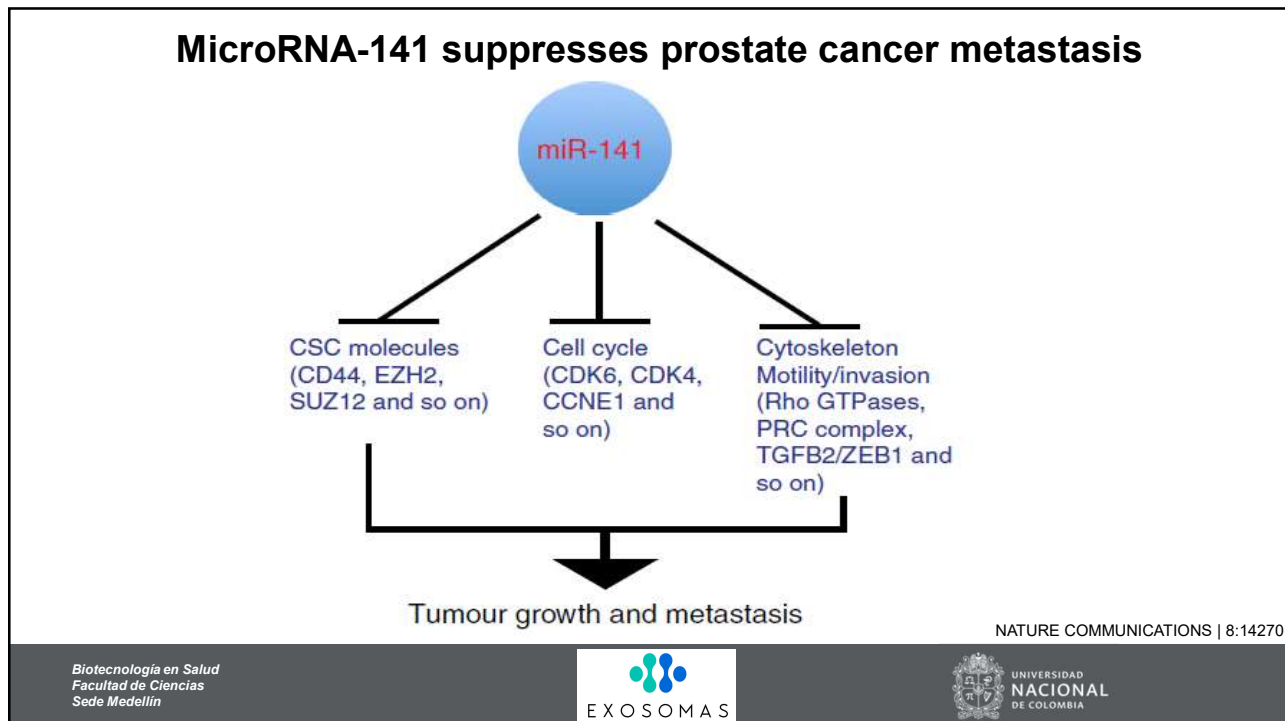 MicroRNA-141 suppresses prostate cancer metastasis
miR-141
CSC molecules
(CD44, EZH2,
SUZ12 and so on)
Cell cycle
(CDK6, CDK4,
CCNE1 and
so on)
Cytoskeleton
Motility/invasion
(Rho GTPases,
PRC complex,
TGFB2/ZEB1 and
so on)
Tumour growth and metastasis
NATURE COMMUNICATIONS | 8:14270
Biotecnología en Salud
Facultad de Ciencias
Sede Medellín
EXOSOMAS
UNIVERSIDAD
NACIONAL
DE COLOMBIA